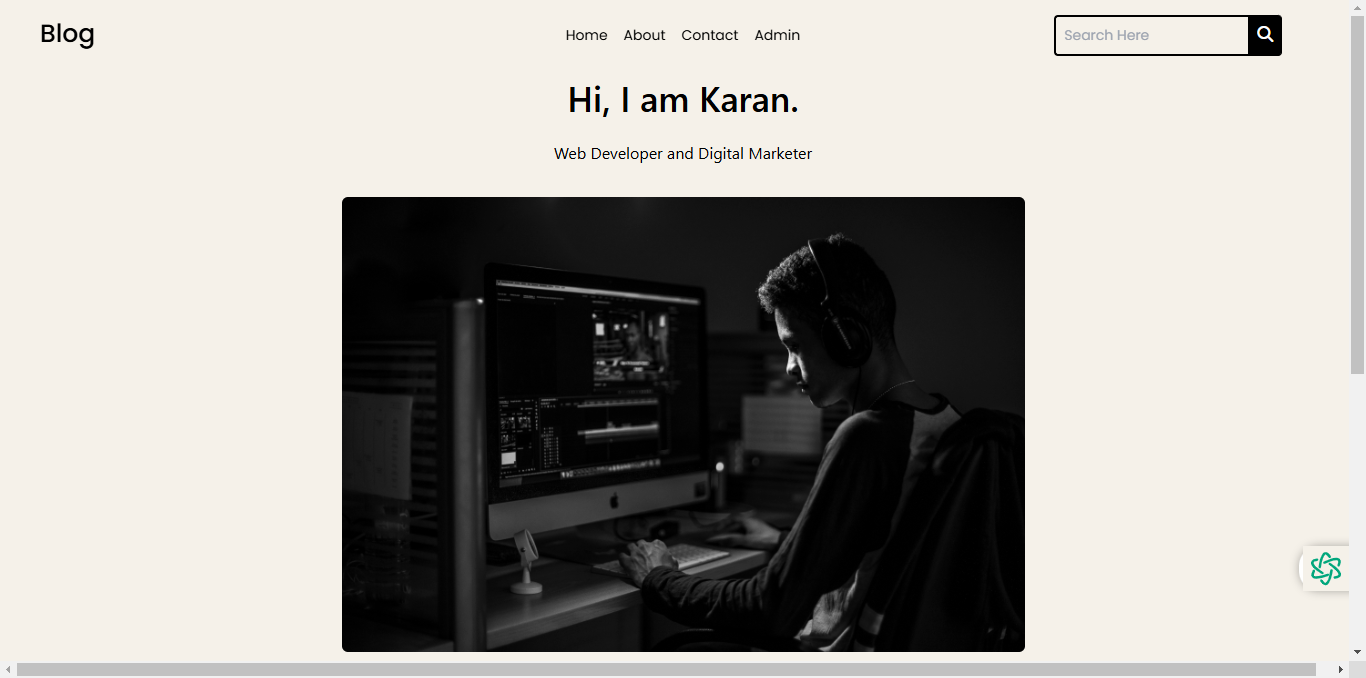 Blog
Home About Contact Admin
Search Here
Hi, I am Karan.
Web Developer and Digital Marketer